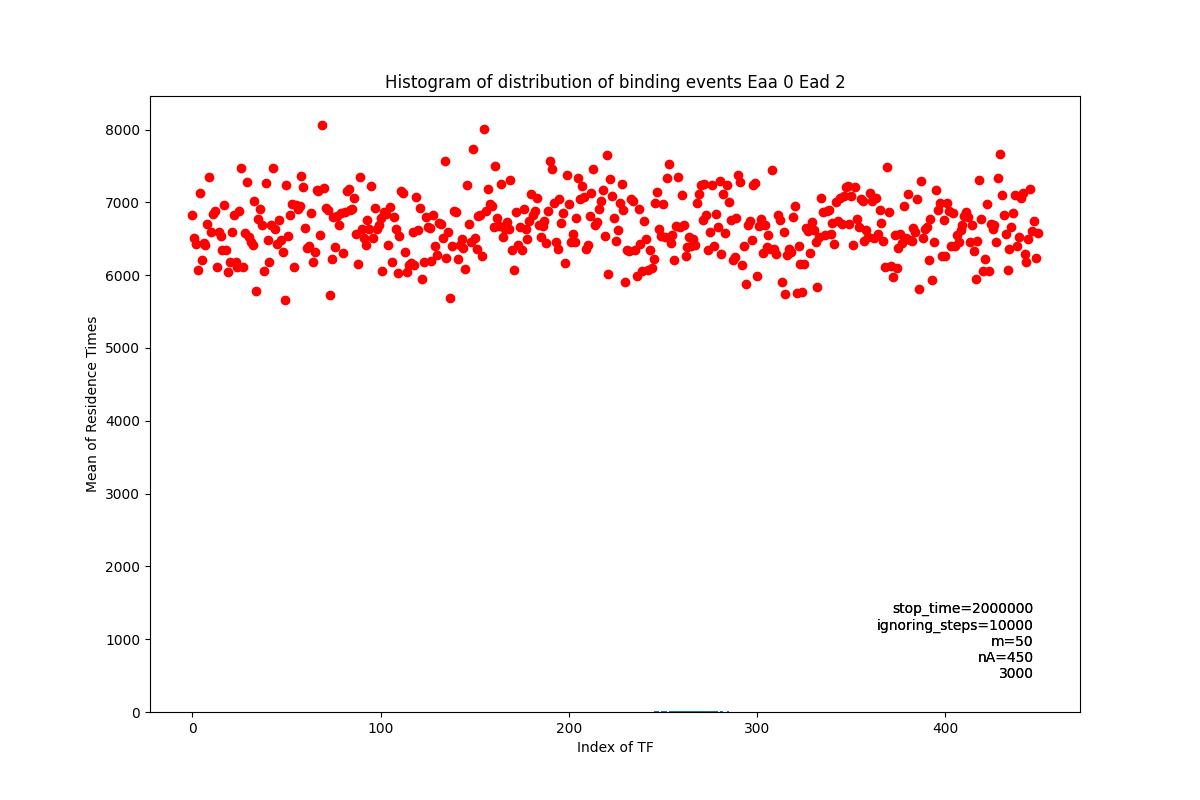 Histogram of distribution of binding events Eaa 0 Ead 2
8000
7000
6000
5000
4000
3000
2000
1000
0
Mean of Residence Times
stop_time=2000000
ignoring_steps=10000
m=50
nA=450
3000
0 100 200 300 400
Index of TF